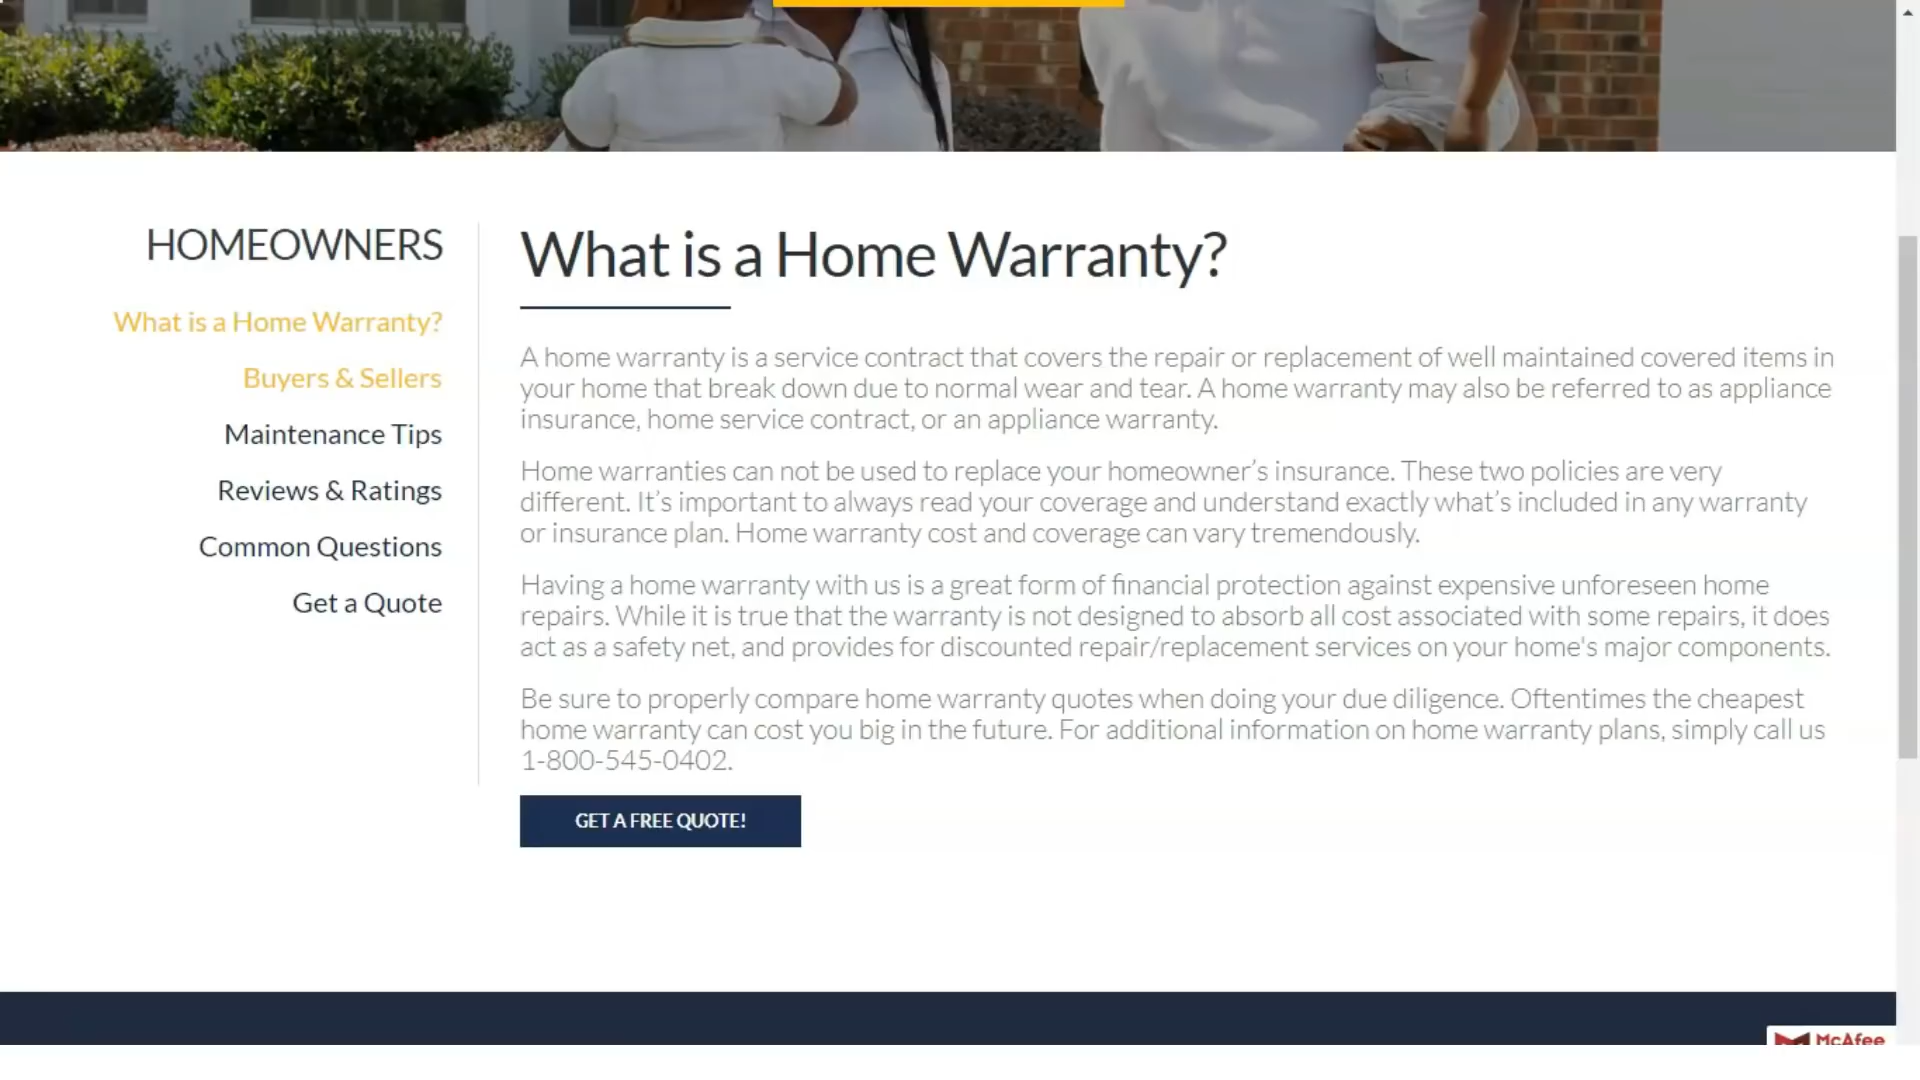 HOMEOWNERS
What is a Home Warranty?
Buyers & Sellers
Maintenance Tips
Reviews & Ratings
Common Questions
Get a Quote
What is a Home Warranty?
A home warranty is a service contract that covers the repair or replacement of well maintained covered items in
your home that break down due to normal wear and tear. A home warranty may also be referred to as appliance
insurance, home service contract, or an appliance warranty.
Home warranties can not be used to replace your homeowner’s insurance. These two policies are very
different. It’s important to always read your coverage and understand exactly what’s included in any warranty
or insurance plan. Home warranty cost and coverage can vary tremendously.
Having a home warranty with us is a great form of financial protection against expensive unforeseen home
repairs. While it is true that the warranty is not designed to absorb all cost associated with some repairs, it does
act as a safety net, and provides for discounted repair/replacement services on your home's major components.
Be sure to properly compare home warranty quotes when doing your due diligence. Oftentimes the cheapest
home warranty can cost you big in the future. For additional information on home warranty plans, simply call us
1-800-545-0402.
GET A FREE QUOTE!
McAfee